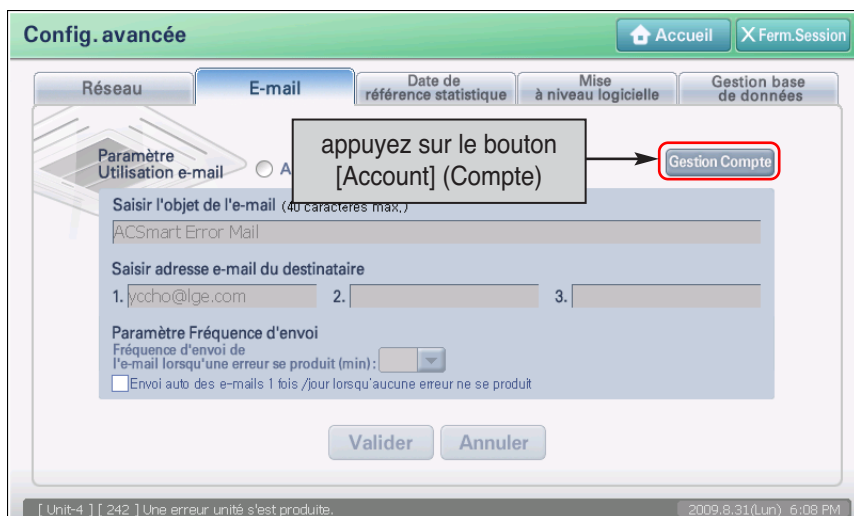 Config. avancée
Accueil
X Ferm.Session
Réseau
E-mail
Date de
référence statistique
Mise
à niveau logicielle
Gestion base
de données
appuyez sur le bouton
[Account] (Compte)
Paramètre
Utilisation e-mail
A
Gestion Compte
Saisir l'objet de l'e-mail (40 caractères max.)
ACSmart Error Mail
Saisir adresse e-mail du destinataire
1. yccho@lge.com 2. 3.
Paramètre Fréquence d'envoi
Fréquence d'envoi de
l'e-mail lorsqu'une erreur se produit (min):
Envoi auto des e-mails 1 fois /jour lorsqu'aucune erreur ne se produit
Valider
Annuler
[ Unit-4 ] [ 242 ] Une erreur unité s'est produite.
2009.8.31(Lun) 6:08 PM